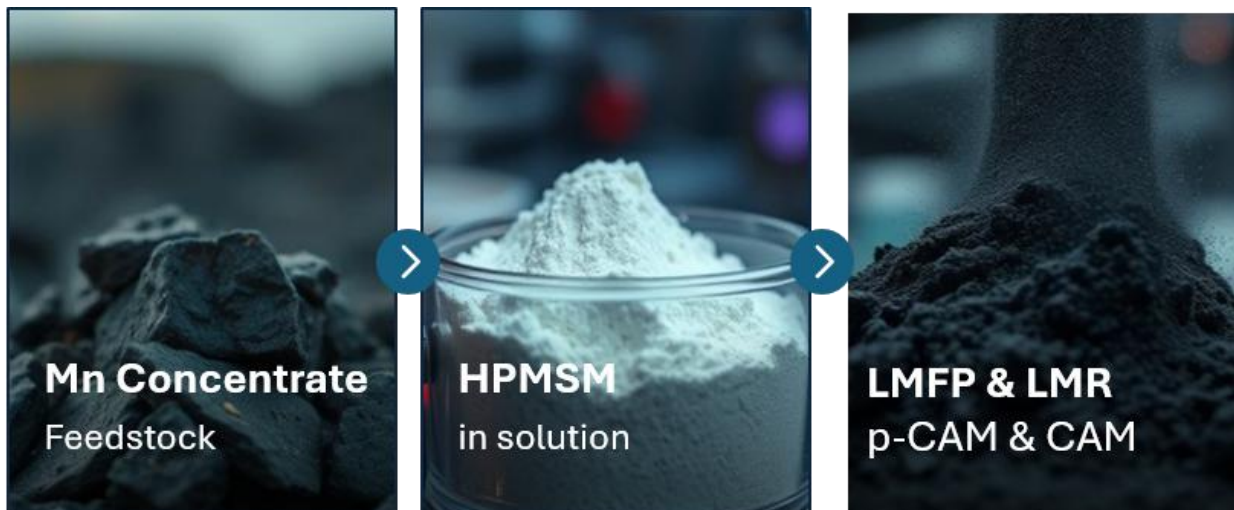 Mn Concentrate
Feedstock
HPMSM
in solution
LMFP & LMR
p-CAM & CAM